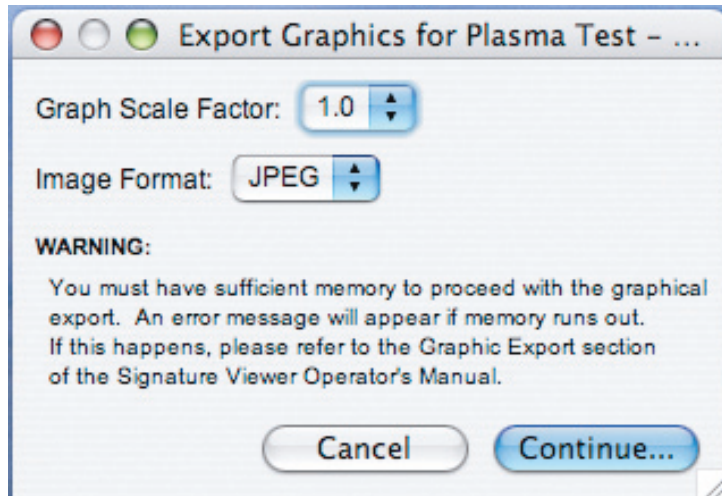 Export Graphics for Plasma Test – ...
Graph Scale Factor: 1.0
Image Format: JPEG
WARNING:
You must have sufficient memory to proceed with the graphical
export. An error message will appear if memory runs out.
If this happens, please refer to the Graphic Export section
of the Signature Viewer Operator's Manual.
Cancel Continue...